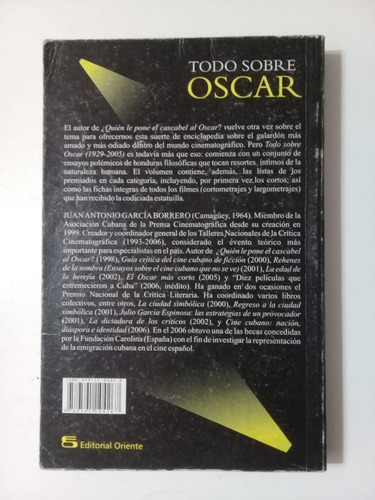 TODO SOBRE
OSCAR
El autor de ¿Quién le pone el cascabel al Oscar? vuelve otra vez sobre el
tema para ofrecernos esta suerte de enciclopedia sobre el galardón más
amado y más odiado dentro del mundo cinematográfico. Pero Todo sobre
Oscar (1929-2005) es todavía más que eso: comienza con un conjunto de
ensayos polémicos de honduras filosóficas que tocan resortes, ínfimos de la
naturaleza humana. El volumen contiene, además, las listas de los
premiados en cada categoría, incluyendo, por primera vez los cortos; así
como las fichas íntegras de todos los filmes (cortometrajes y largometrajes)
que han recibido la codiciada estatuilla.
JUAN ANTONIO GARCÍA BORRERO (Camagüey, 1964). Miembro de la
Asociación Cubana de la Prensa Cinematográfica desde su creación en
1999. Creador y coordinador general de los Talleres Nacionales de la Crítica
Cinematográfica (1993-2006), considerado el evento teórico más
importante para especialistas en el país. Autor de ¿Quién le pone el cascabel
al Oscar? (1998), Guía crítica del cine cubano de ficción (2000), Rehenes
de la sombra (Ensayos sobre el cine cubano que no se ve) (2001), La edad de
la herejía (2002), Oscar más corto (2005) y “Diez películas que
estremecieron a Cuba” (2006, inédito). Ha ganado en dos ocasiones el
Premio Nacional de la Crítica Literaria. Ha coordinado varios libros
colectivos, entre otros, La ciudad simbólica (2000), Regreso a la ciudad
simbólica (2001), Julio García Espinosa: las estrategias de un provocador
(2001), La dictadura de los críticos (2002), y Cine cubano: nación,
diáspora e identidad (2006). En el 2006 obtuvo una de las becas concedidas
por la Fundación Carolina (España) con el fin de investigar la representación
de la emigración cubana en el cine español.
Editorial Oriente